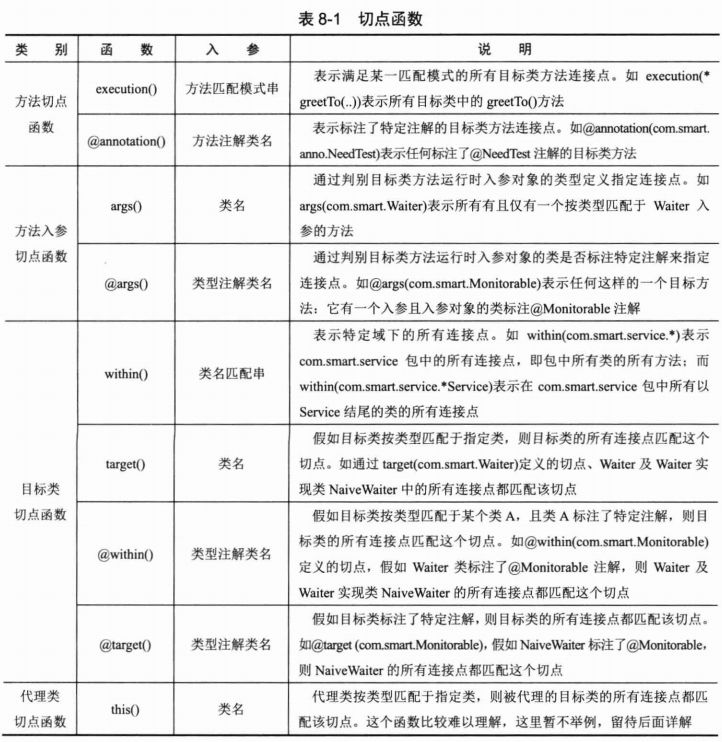 表 8-1 切点函数
类 别 函 数 入 参 说 明
方法切点
函数
execution()
方法匹配模式串
表示满足某一匹配模式的所有目标类方法连接点。如 execution(*
greetTo(..))表示所有目标类中的 greetTo()方法
@annotation()
方法注解类名
表示标注了特定注解的目标类方法连接点。如@annotation(com.smart.
anno.NeedTest)表示任何标注了@NeedTest 注解的目标类方法
方法入参
切点函数
args()
类名
通过判别目标类方法运行时入参对象的类型定义指定连接点。如
args(com.smart.Waiter)表示所有有且仅有一个按类型匹配于 Waiter 入
参的方法
@args()
类型注解类名
通过判别目标类方法运行时入参对象的类是否标注特定注解来指定
连接点。如@args(com.smart.Monitorable)表示任何这样的一个目标方
法：它有一个入参且入参对象的类标注@Monitorable 注解
目标类
切点函数
within()
类名匹配串
表示特定域下的所有连接点。如 within(com.smart.service.*)表示
com.smart.service 包中的所有连接点，即包中所有类的所有方法；而
within(com.smart.service.*Service)表示在 com.smart.service 包中所有以
Service 结尾的类的所有连接点
target()
类名
假如目标类按类型匹配于指定类，则目标类的所有连接点匹配这个
切点。如通过 target(com.smart.Waiter)定义的切点、Waiter 及 Waiter 实
现类 NaiveWaiter 中的所有连接点都匹配该切点
@within()
类型注解类名
假如目标类按类型匹配于某个类 A，且类 A 标注了特定注解，则目
标类的所有连接点匹配这个切点。如@within(com.smart.Monitorable)
定义的切点，假如 Waiter 类标注了@Monitorable 注解，则 Waiter 及
Waiter 实现类 NaiveWaiter 的所有连接点都匹配这个切点
@target()
类型注解类名
假如目标类标注了特定注解，则目标类的所有连接点都匹配该切点。
如@target (com.smart.Monitorable)，假如 NaiveWaiter 标注了@Monitorable，
则 NaiveWaiter 的所有连接点都匹配这个切点
代理类
切点函数
this()
类名
代理类按类型匹配于指定类，则被代理的目标类的所有连接点都匹
配该切点。这个函数比较难以理解，这里暂不举例，留待后面详解